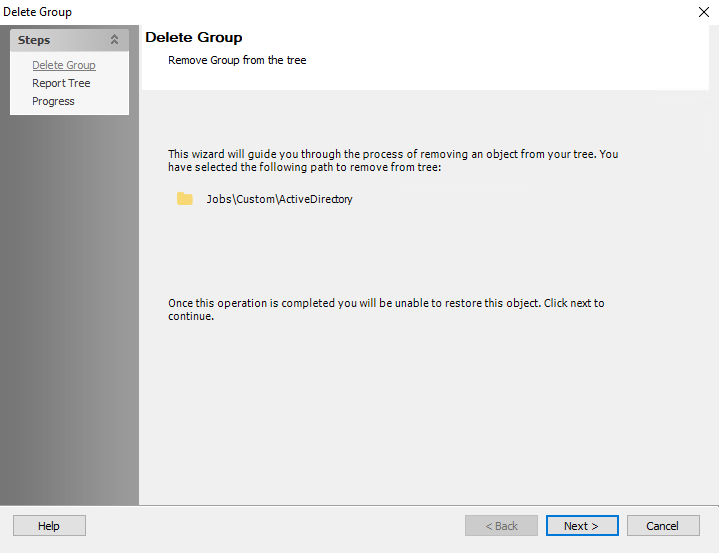 Delete Group
Steps
Delete Group
Report Tree
Progress
Delete Group
Remove Group from the tree
This wizard will guide you through the process of removing an object from your tree. You
have selected the following path to remove from tree:
Jobs\Custom\ActiveDirectory
Once this operation is completed you will be unable to restore this object. Click next to
continue.
Help
< Back
Next >
Cancel